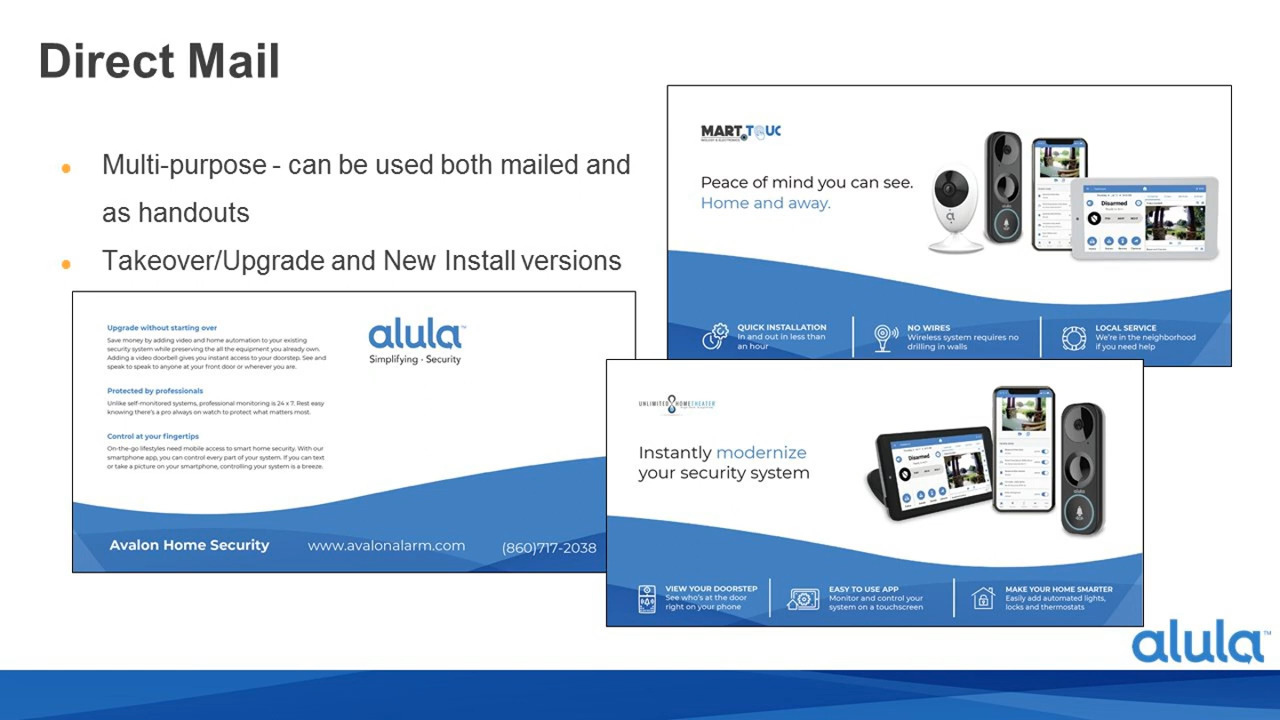 Direct Mail
Multi-purpose - can be used both mailed and
as handouts
Takeover/Upgrade and New Install versions
MART TOUC
Peace of mind you can see.
Home and away.
alula
Disarmed
QUICK INSTALLATION
In and out in less than
an hour
NO WIRES
Wireless system requires no
drilling in walls
LOCAL SERVICE
We're in the neighborhood
if you need help
Upgrade without starting over
Save money by adding video and home automation to your existing
security system while preserving the all the equipment you already own.
Adding a video doorbell gives you instant access to your doorstep. See and
speak to speak to anyone at your front door or wherever you are.
Protected by professionals
Unlike self-monitored systems, professional monitoring is 24 x 7. Rest easy
knowing there's a pro always on watch to protect what matters most.
Control at your fingertips
On-the-go lifestyles need mobile access to smart home security. With our
smartphone app, you can control every part of your system. If you can text
or take a picture on your smartphone, controlling your system is a breeze.
alula™
Simplifying · Security
Avalon Home Security
www.avalonalarm.com
(860)717-2038
UNLIMITED HOME THEATER
Instantly modernize
your security system
Disarmed
alula
VIEW YOUR DOORSTEP
See who's at the door
right on your phone
EASY TO USE APP
Monitor and control your
system on a touchscreen
MAKE YOUR HOME SMARTER
Easily add automated lights,
locks and thermostats
alula™